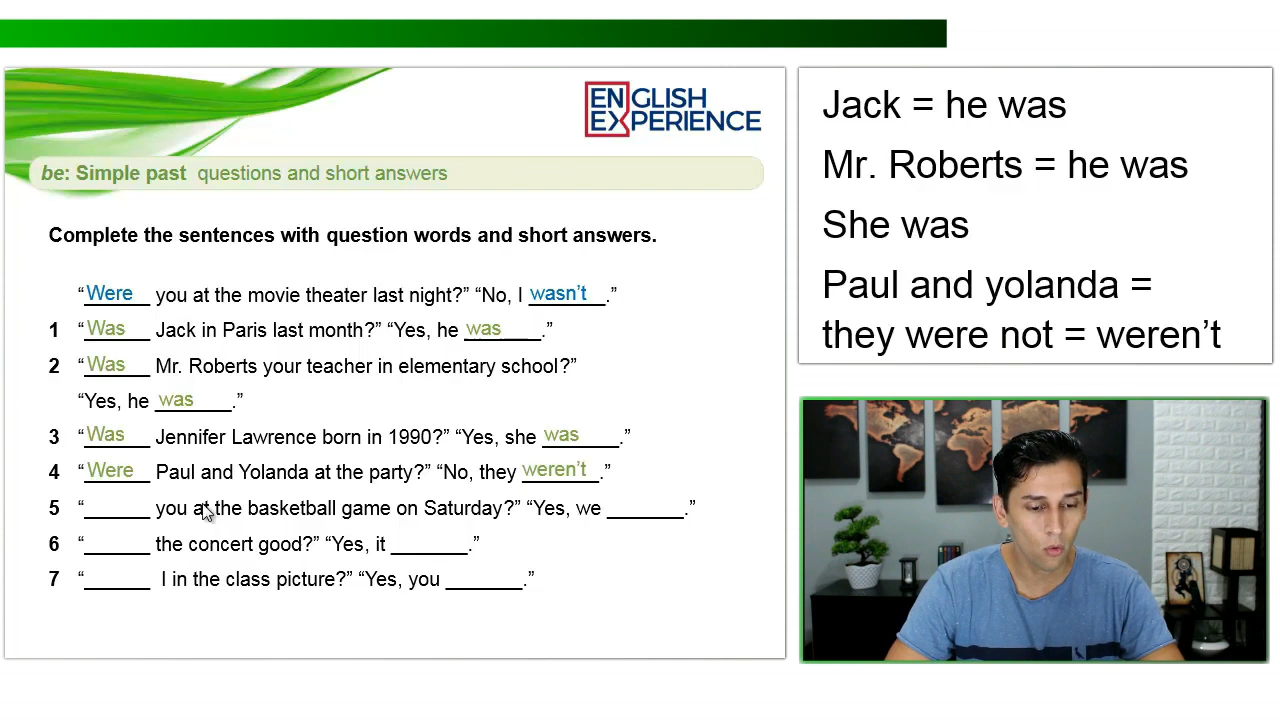 ENGLISH
EXPERIENCE
be: Simple past questions and short answers
Complete the sentences with question words and short answers.
“Were you at the movie theater last night?” “No, I wasn’t.”
1 “Was Jack in Paris last month?” “Yes, he was.”
2 “Was Mr. Roberts your teacher in elementary school?”
“Yes, he was.”
3 “Was Jennifer Lawrence born in 1990?” “Yes, she was.”
4 “Were Paul and Yolanda at the party?” “No, they weren’t.”
5 “______ you at the basketball game on Saturday?” “Yes, we _______.”
6 “______ the concert good?” “Yes, it _______.”
7 “______ I in the class picture?” “Yes, you _______.”
Jack = he was
Mr. Roberts = he was
She was
Paul and yolanda =
they were not = weren’t